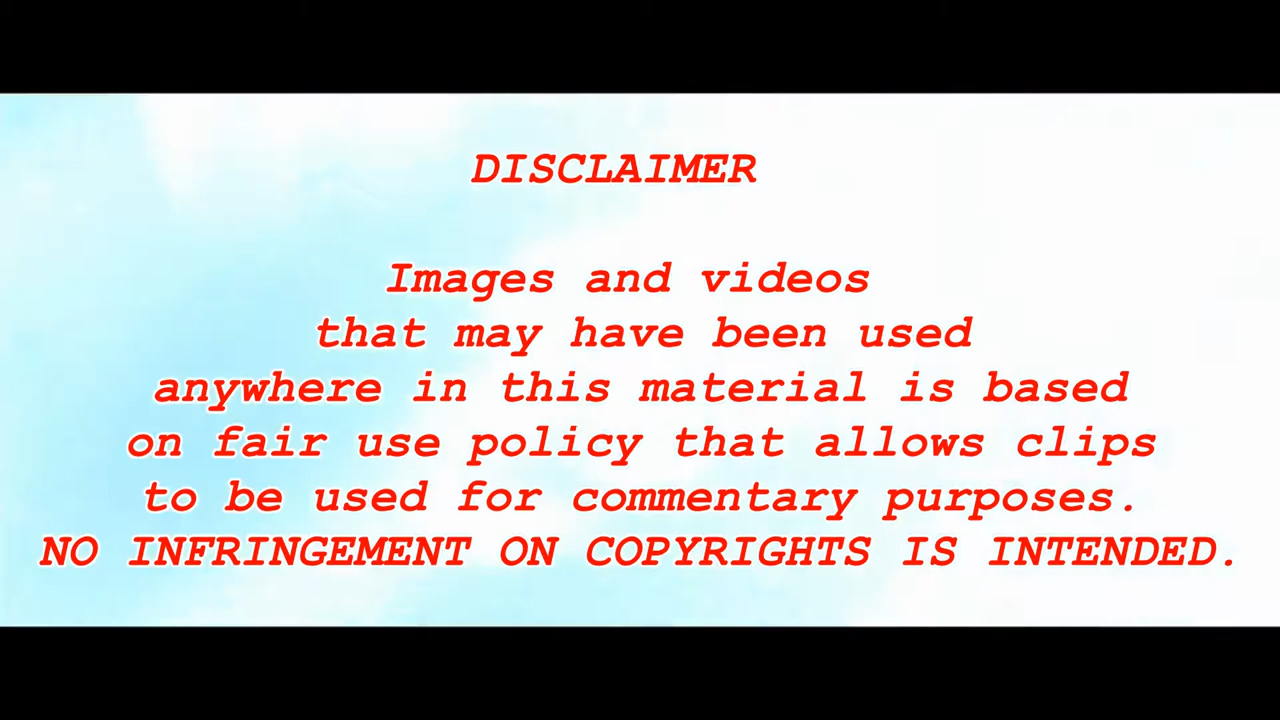 DISCLAIMER
Images and videos
that may have been used
anywhere in this material is based
on fair use policy that allows clips
to be used for commentary purposes.
NO INFRINGEMENT ON COPYRIGHTS IS INTENDED.